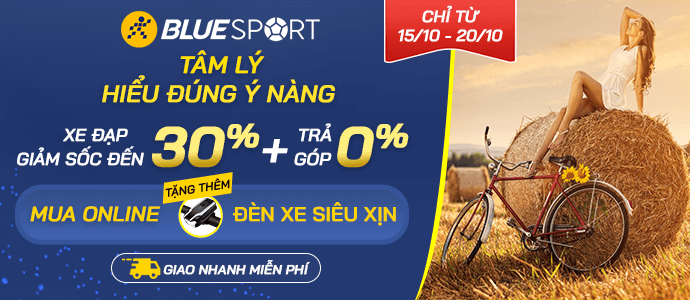 BLUESPORT
CHỈ TỪ
15/10 - 20/10
TÂM LÝ
HIỂU ĐÚNG Ý NÀNG
XE ĐẠP
GIẢM SỐC ĐẾN
30% + TRẢ
GÓP
0%
TẶNG THÊM
MUA ONLINE ĐÈN XE SIÊU XỊN
GIAO NHANH MIỄN PHÍ